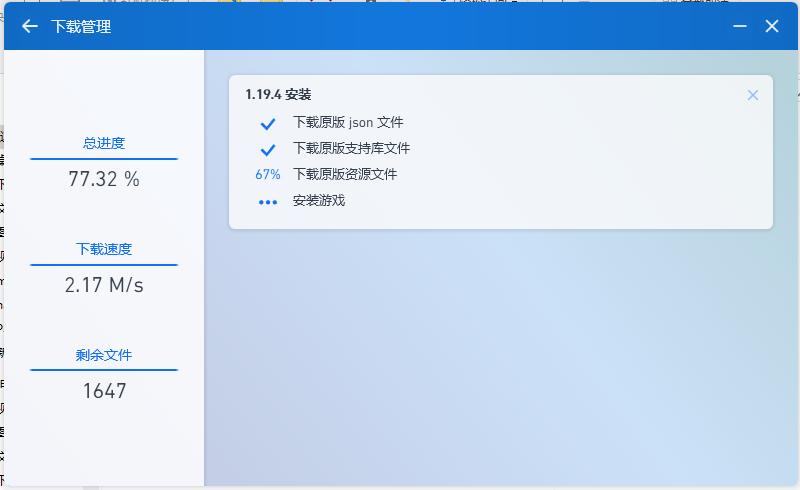 下载管理
总进度
77.32 %
下载速度
2.17 M/s
剩余文件
1647
1.19.4 安装
下载原版 json 文件
下载原版支持库文件
67% 下载原版资源文件
安装游戏